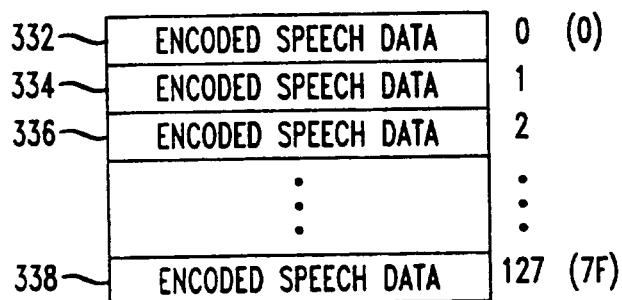 332 ENCODED SPEECH DATA 0 (0)
334 ENCODED SPEECH DATA 1
336 ENCODED SPEECH DATA 2
338 ENCODED SPEECH DATA 127 (7F)